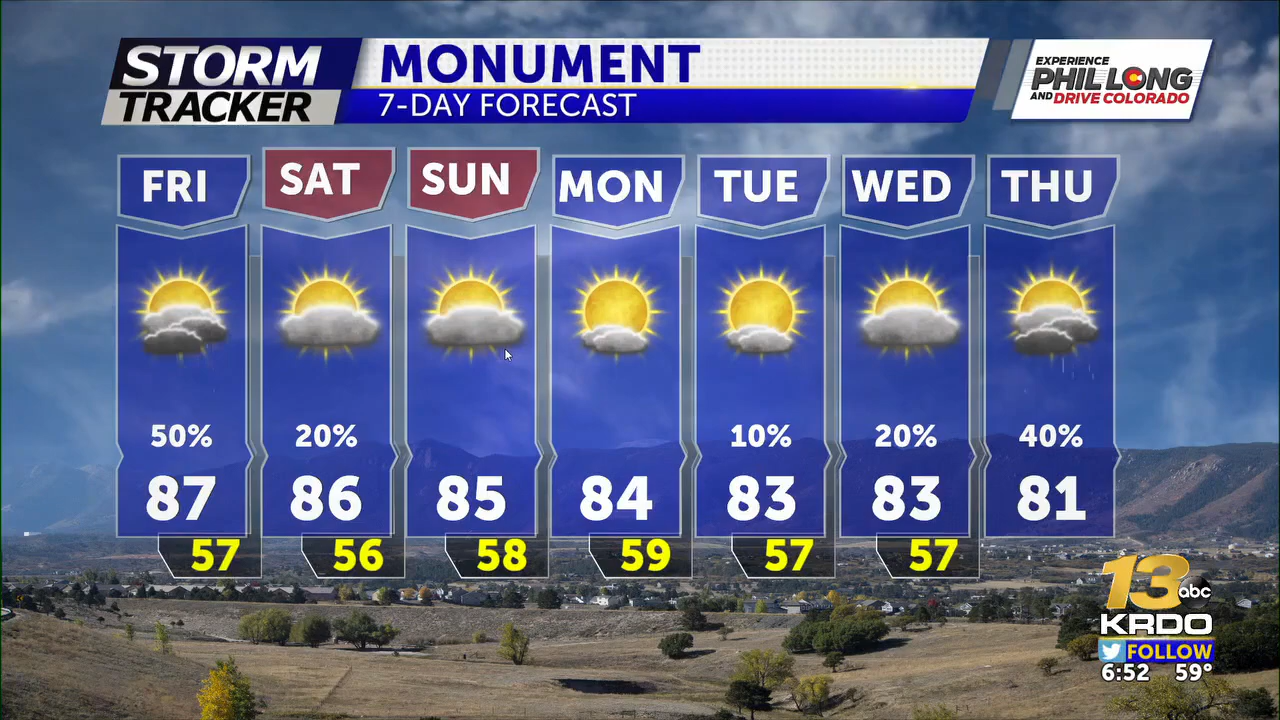 STORM
TRACKER
MONUMENT
7-DAY FORECAST
EXPERIENCE
PHIL LONG
AND DRIVE COLORADO
FRI SAT SUN MON TUE WED THU
50% 20% 10% 20% 40%
87 86 85 84 83 83 81
57 56 58 59 57 57
13 abc
KRDO
FOLLOW
6:52 59°